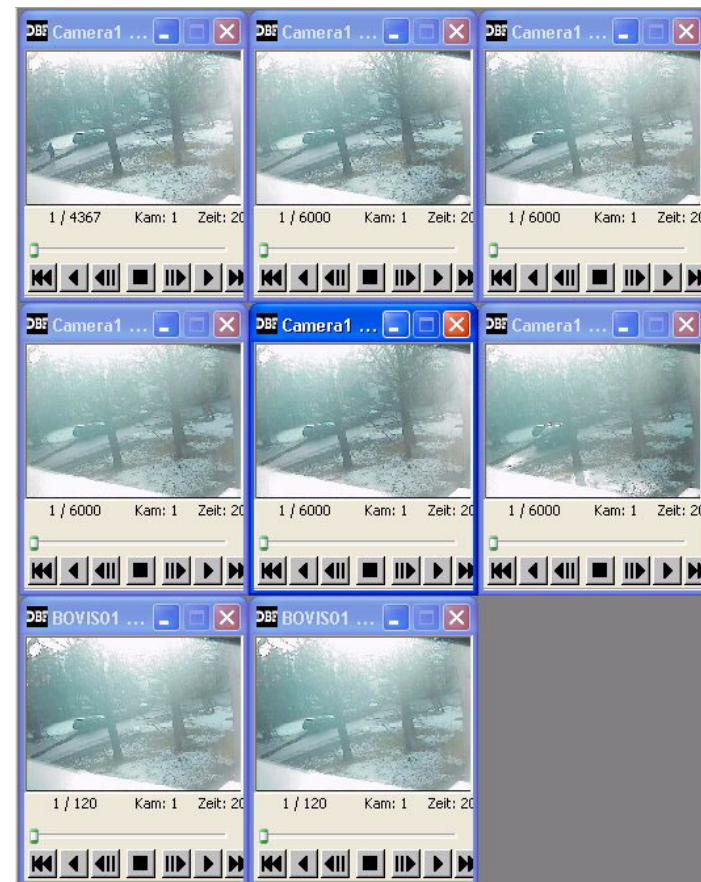 DBF Camera1 ... DBF Camera1 ... DBF Camera1 ...
1 / 4367 Kam: 1 Zeit: 20 1 / 6000 Kam: 1 Zeit: 20 1 / 6000 Kam: 1 Zeit: 20
DBF Camera1 ... DBF Camera1 ... DBF Camera1 ...
1 / 6000 Kam: 1 Zeit: 20 1 / 6000 Kam: 1 Zeit: 20 1 / 6000 Kam: 1 Zeit: 20
DBF BOVIS01 ... DBF BOVIS01 ...
1 / 120 Kam: 1 Zeit: 20 1 / 120 Kam: 1 Zeit: 20